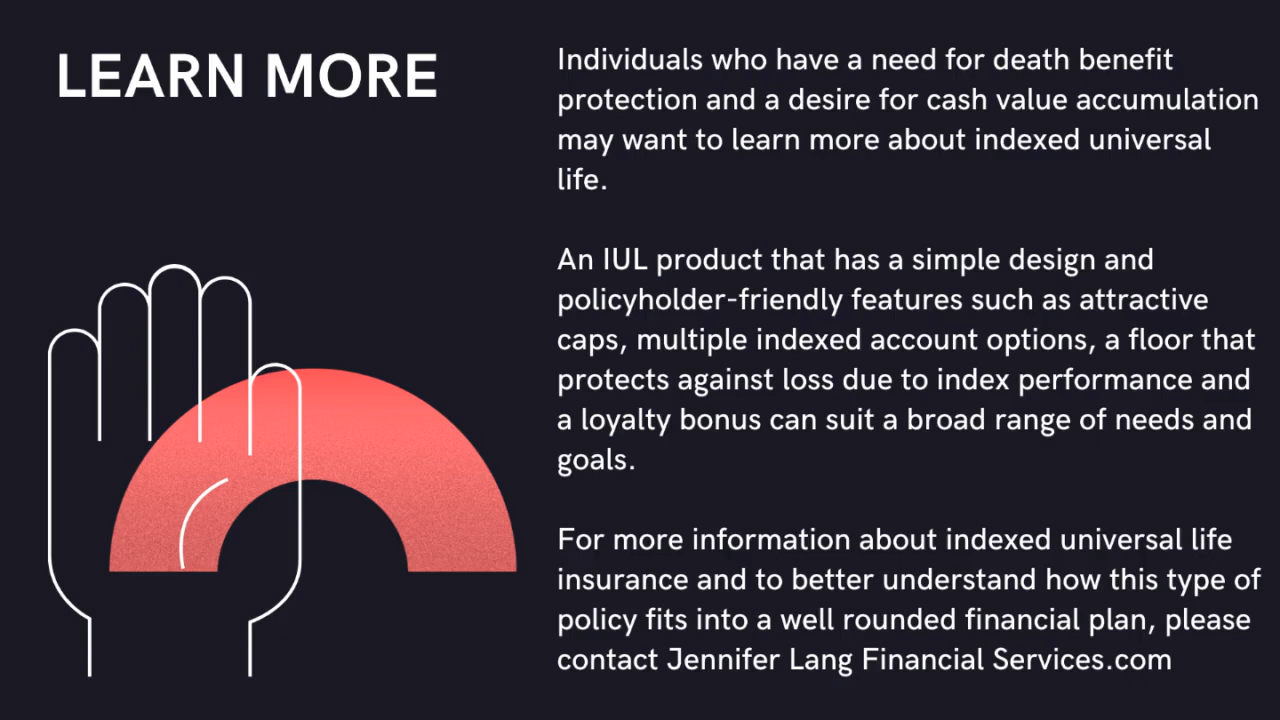 LEARN MORE
Individuals who have a need for death benefit
protection and a desire for cash value accumulation
may want to learn more about indexed universal
life.
An IUL product that has a simple design and
policyholder-friendly features such as attractive
caps, multiple indexed account options, a floor that
protects against loss due to index performance and
a loyalty bonus can suit a broad range of needs and
goals.
For more information about indexed universal life
insurance and to better understand how this type of
policy fits into a well rounded financial plan, please
contact Jennifer Lang Financial Services.com